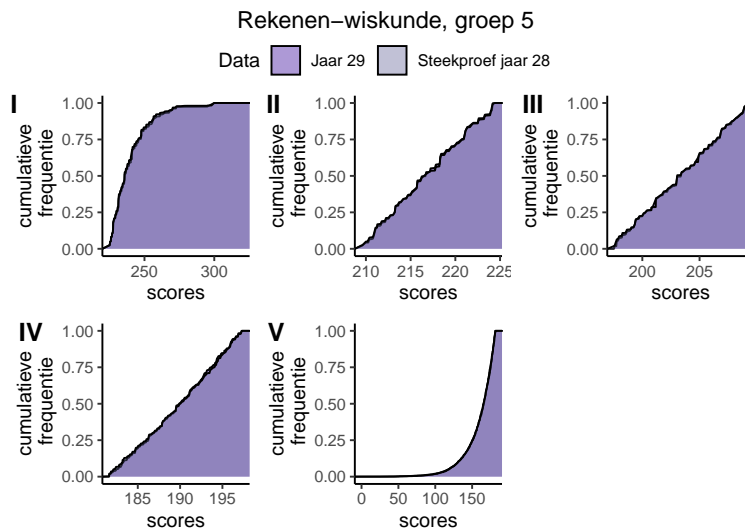 Rekenen−wiskunde, groep 5
Data Jaar 29 Steekproef jaar 28
I
1.00
0.75
0.50
0.25
0.00
cumulatieve
frequentie
250 300
scores
II
1.00
0.75
0.50
0.25
0.00
cumulatieve
frequentie
210 215 220 225
scores
III
1.00
0.75
0.50
0.25
0.00
cumulatieve
frequentie
200 205
scores
IV
1.00
0.75
0.50
0.25
0.00
cumulatieve
frequentie
185 190 195
scores
V
1.00
0.75
0.50
0.25
0.00
cumulatieve
frequentie
0 50 100 150
scores